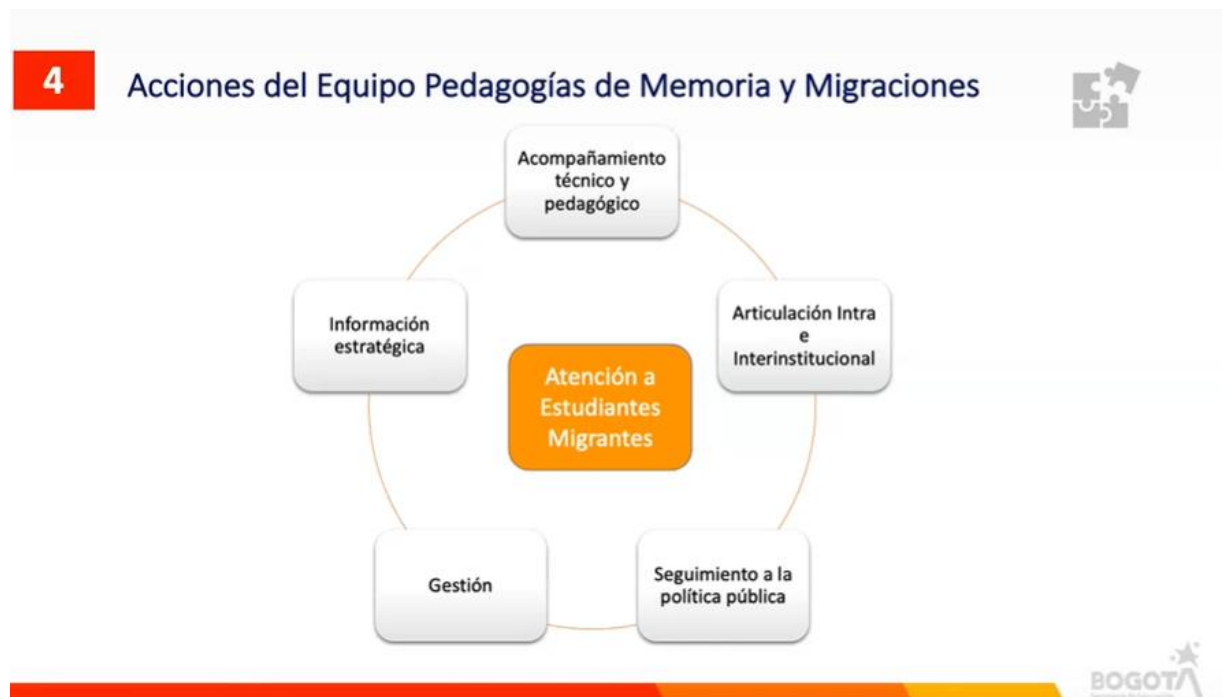 4
Acciones del Equipo Pedagogías de Memoria y Migraciones
Acompañamiento
técnico y
pedagógico
Información
estratégica
Articulación Intra
e
Interinstitucional
Atención a
Estudiantes
Migrantes
Gestión
Seguimiento a la
política pública
BOGOTÁ